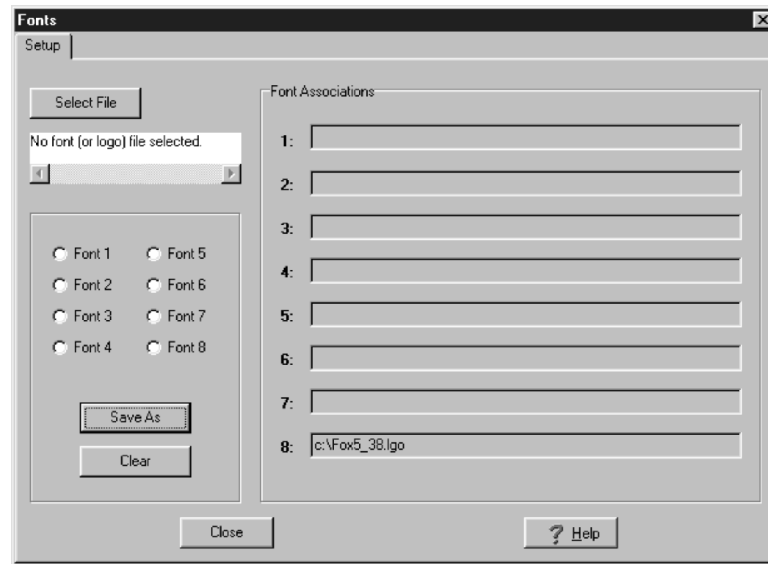 Fonts
Setup
Select File
No font (or logo) file selected.
Font 1
Font 5
Font 2
Font 6
Font 3
Font 7
Font 4
Font 8
Save As
Clear
Font Associations
1:
2:
3:
4:
5:
6:
7:
8: c:\Fox5_38.lgo
Close
? Help